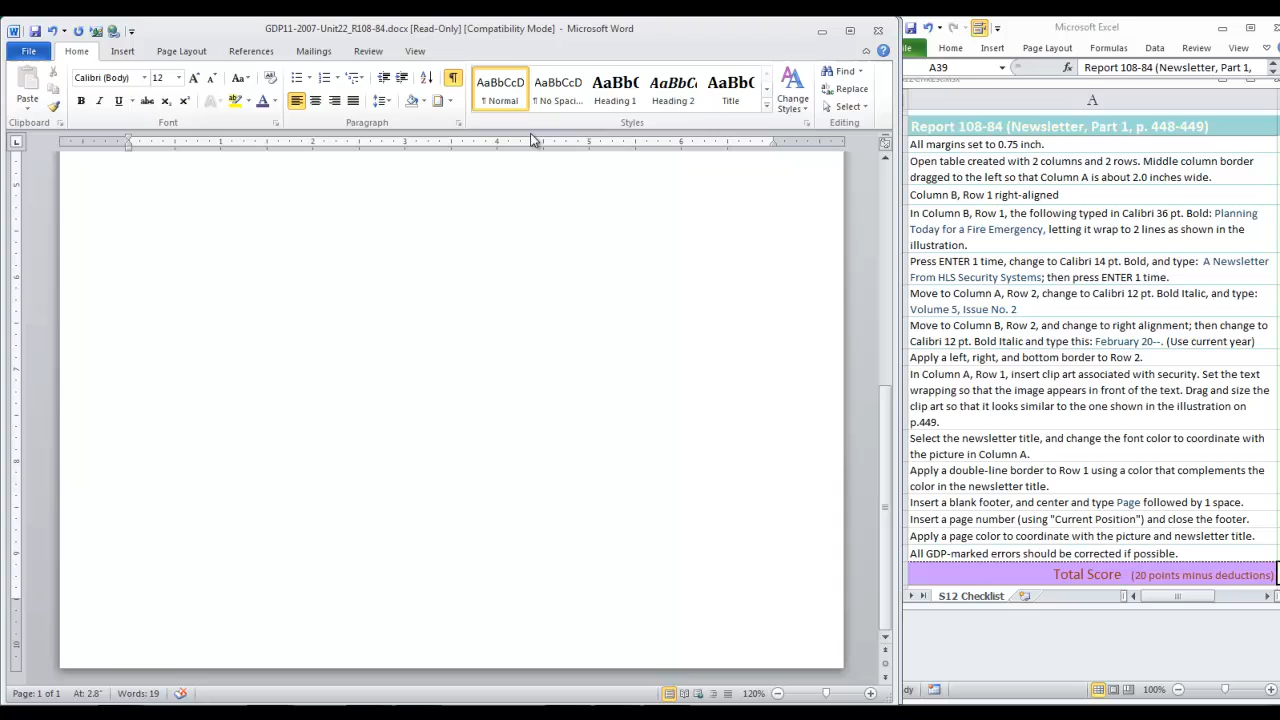 GDP11-2007-Unit22_R108-84.docx [Read-Only] [Compatibility Mode] - Microsoft Word
File Home Insert Page Layout References Mailings Review View
Calibri (Body) 12
Paste
AaBbCcD AaBbCcD AaBbC AaBbCc AaBbC
¶ Normal ¶ No Spaci... Heading 1 Heading 2 Title
Change
Styles
Find
Replace
Select
Clipboard Font Paragraph Styles Editing
Page: 1 of 1 At: 2.8" Words: 19 120%
Microsoft Excel
Home Insert Page Layout Formulas Data Review View
A39 fx Report 108-84 (Newsletter, Part 1,
A
Report 108-84 (Newsletter, Part 1, p. 448-449)
All margins set to 0.75 inch.
Open table created with 2 columns and 2 rows. Middle column border
dragged to the left so that Column A is about 2.0 inches wide.
Column B, Row 1 right-aligned
In Column B, Row 1, the following typed in Calibri 36 pt. Bold: Planning
Today for a Fire Emergency, letting it wrap to 2 lines as shown in the
illustration.
Press ENTER 1 time, change to Calibri 14 pt. Bold, and type: A Newsletter
From HLS Security Systems; then press ENTER 1 time.
Move to Column A, Row 2, change to Calibri 12 pt. Bold Italic, and type:
Volume 5, Issue No. 2
Move to Column B, Row 2, and change to right alignment; then change to
Calibri 12 pt. Bold Italic and type this: February 20--. (Use current year)
Apply a left, right, and bottom border to Row 2.
In Column A, Row 1, insert clip art associated with security. Set the text
wrapping so that the image appears in front of the text. Drag and size the
clip art so that it looks similar to the one shown in the illustration on
p.449.
Select the newsletter title, and change the font color to coordinate with
the picture in Column A.
Apply a double-line border to Row 1 using a color that complements the
color in the newsletter title.
Insert a blank footer, and center and type Page followed by 1 space.
Insert a page number (using "Current Position") and close the footer.
Apply a page color to coordinate with the picture and newsletter title.
All GDP-marked errors should be corrected if possible.
Total Score (20 points minus deductions)
S12 Checklist
100%